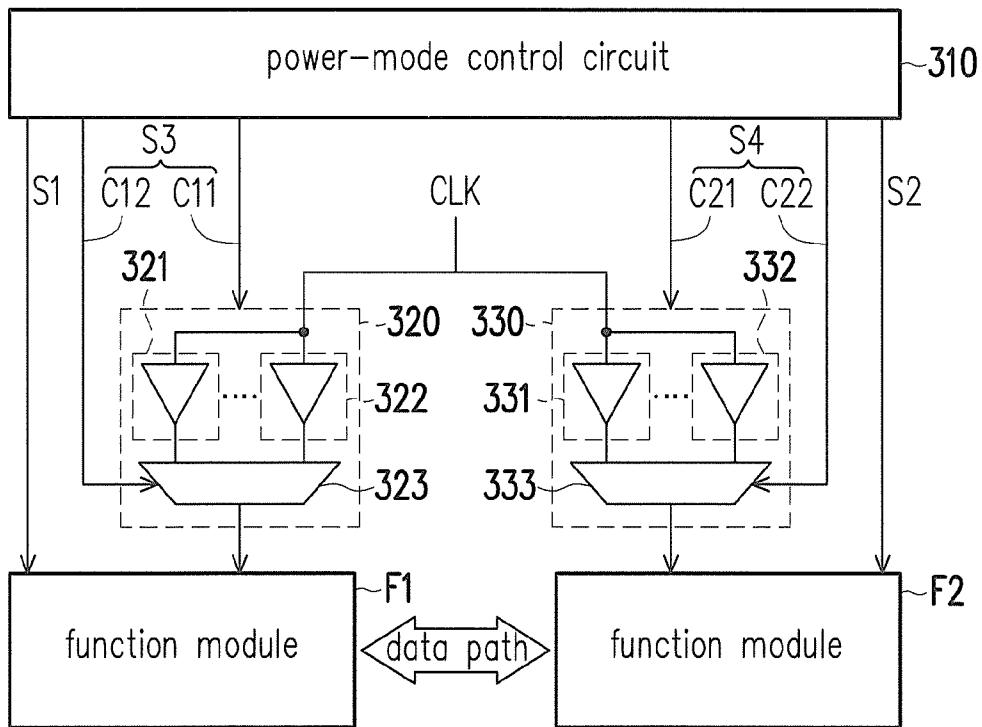 power-mode control circuit
310
S1
S3
C12 C11
CLK
S4
C21 C22
S2
321
332
320
330
322
331
323
333
F1
F2
function module
data path
function module